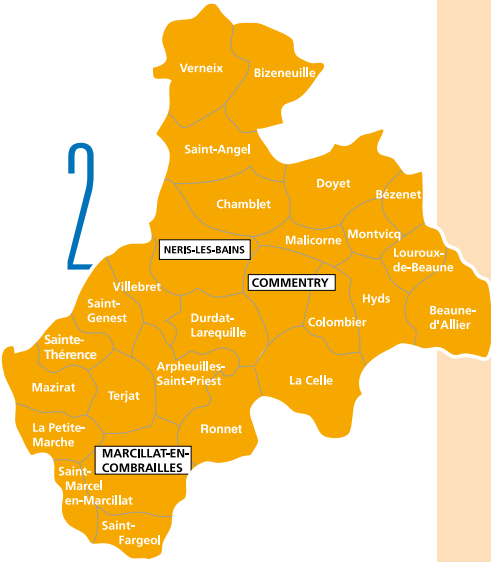 Verneix
Bizeneuille
2
Saint-Angel
Doyet
Bézenet
Chamblet
Malicorne
Montvicq
NERIS-LES-BAINS
Louroux-
de-Beaune
COMMENTRY
Villebret
Hyds
Saint-
Genest
Beaune-
d'Allier
Durdat-
Larequille
Colombier
Sainte-
Thérence
Arpheuilles-
Saint-Priest
La Celle
Mazirat
Terjat
La Petite-
Marche
Ronnet
MARCILLAT-EN-
COMBRAILLES
Saint-
Marcel
en-Marcillat
Saint-
Fargeol